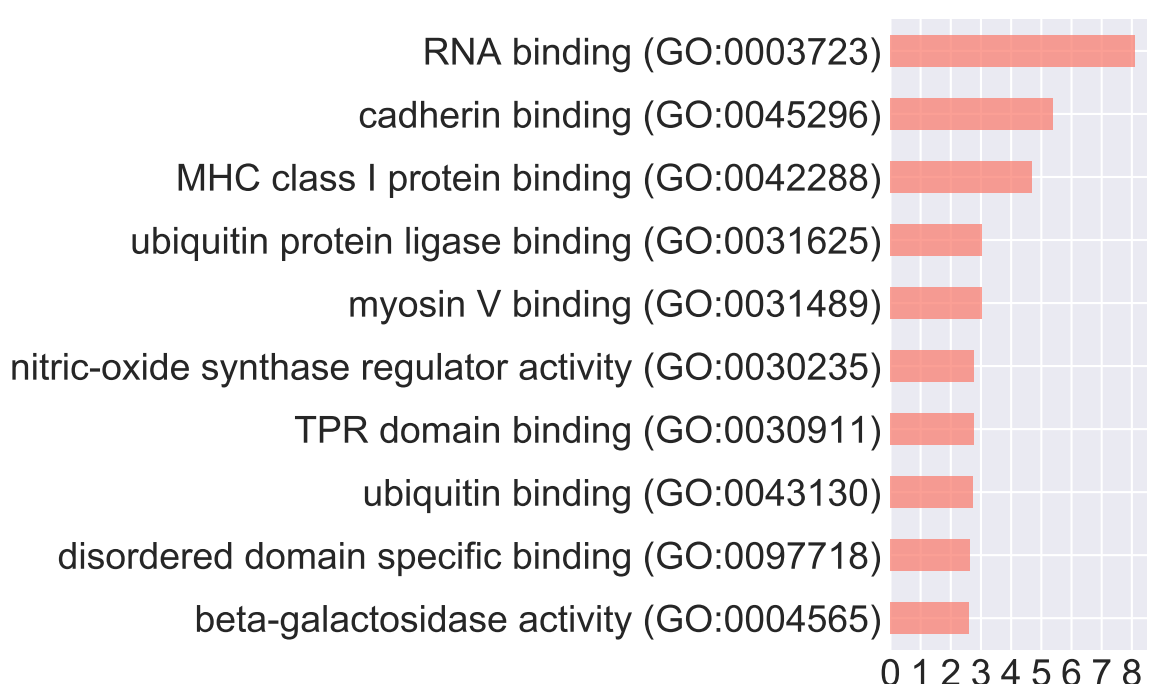 RNA binding (GO:0003723)
cadherin binding (GO:0045296)
MHC class I protein binding (GO:0042288)
ubiquitin protein ligase binding (GO:0031625)
myosin V binding (GO:0031489)
nitric-oxide synthase regulator activity (GO:0030235)
TPR domain binding (GO:0030911)
ubiquitin binding (GO:0043130)
disordered domain specific binding (GO:0097718)
beta-galactosidase activity (GO:0004565)
0 1 2 3 4 5 6 7 8